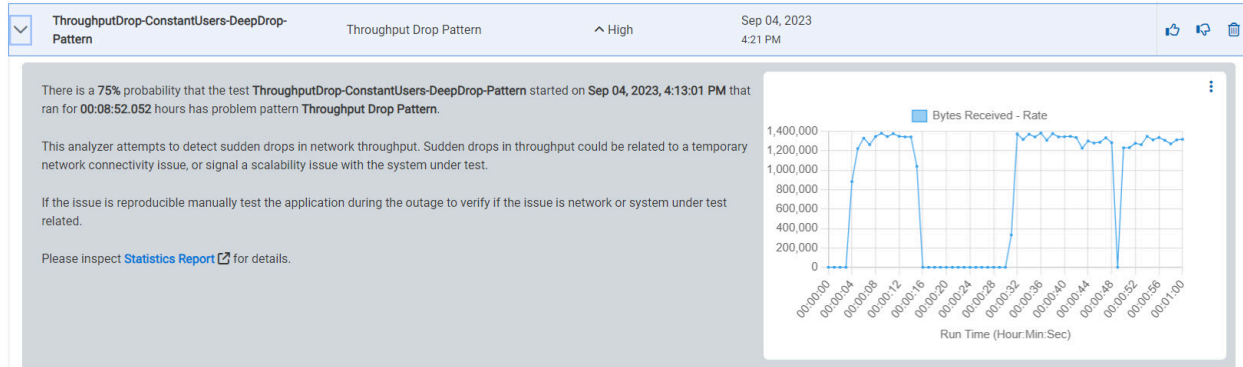 ThroughputDrop-ConstantUsers-DeepDrop-
Pattern
Throughput Drop Pattern
High
Sep 04, 2023
4:21 PM
There is a 75% probability that the test ThroughputDrop-ConstantUsers-DeepDrop-Pattern started on Sep 04, 2023, 4:13:01 PM that
ran for 00:08:52.052 hours has problem pattern Throughput Drop Pattern.
This analyzer attempts to detect sudden drops in network throughput. Sudden drops in throughput could be related to a temporary
network connectivity issue, or signal a scalability issue with the system under test.
If the issue is reproducible manually test the application during the outage to verify if the issue is network or system under test
related.
Please inspect Statistics Report for details.
Bytes Received - Rate
1,400,000
1,200,000
1,000,000
800,000
600,000
400,000
200,000
0
00:00:00
00:00:04
00:00:08
00:00:12
00:00:16
00:00:20
00:00:24
00:00:28
00:00:32
00:00:36
00:00:40
00:00:44
00:00:48
00:00:52
00:00:56
00:01:00
Run Time (Hour:Min:Sec)